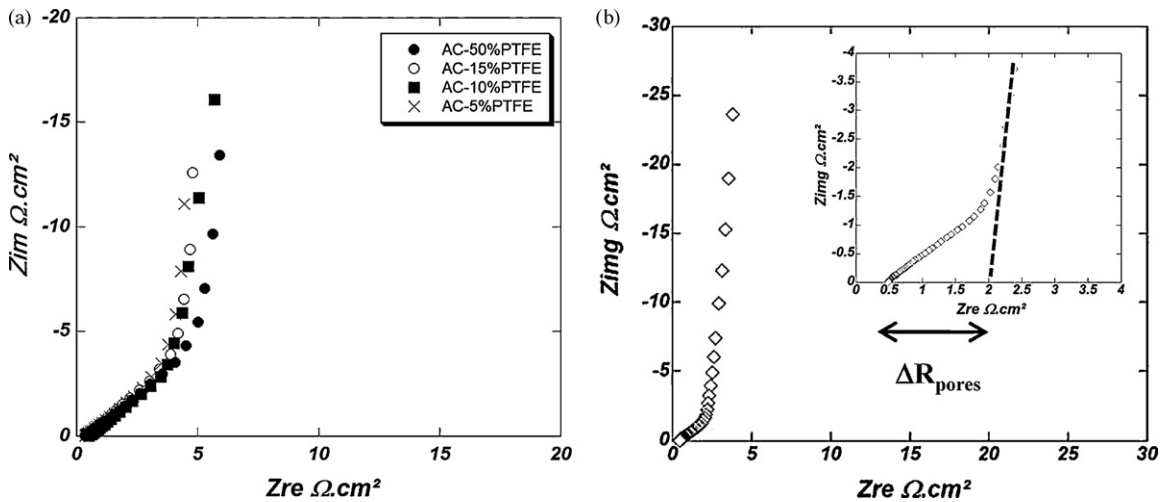 (a)
-20
-15
-10
-5
0
0 5 10 15 20
Zim Ω.cm²
Zre Ω.cm²
AC-50%PTFE
AC-15%PTFE
AC-10%PTFE
AC-5%PTFE
(b)
-30
-25
-20
-15
-10
-5
0
0 5 10 15 20 25 30
Zimg Ω.cm²
Zre Ω.cm²
-4
-3.5
-3
-2.5
-2
-1.5
-1
-0.5
0
0 0.5 1 1.5 2 2.5 3 3.5 4
Zimg Ω.cm²
Zre Ω.cm²
ΔRpores